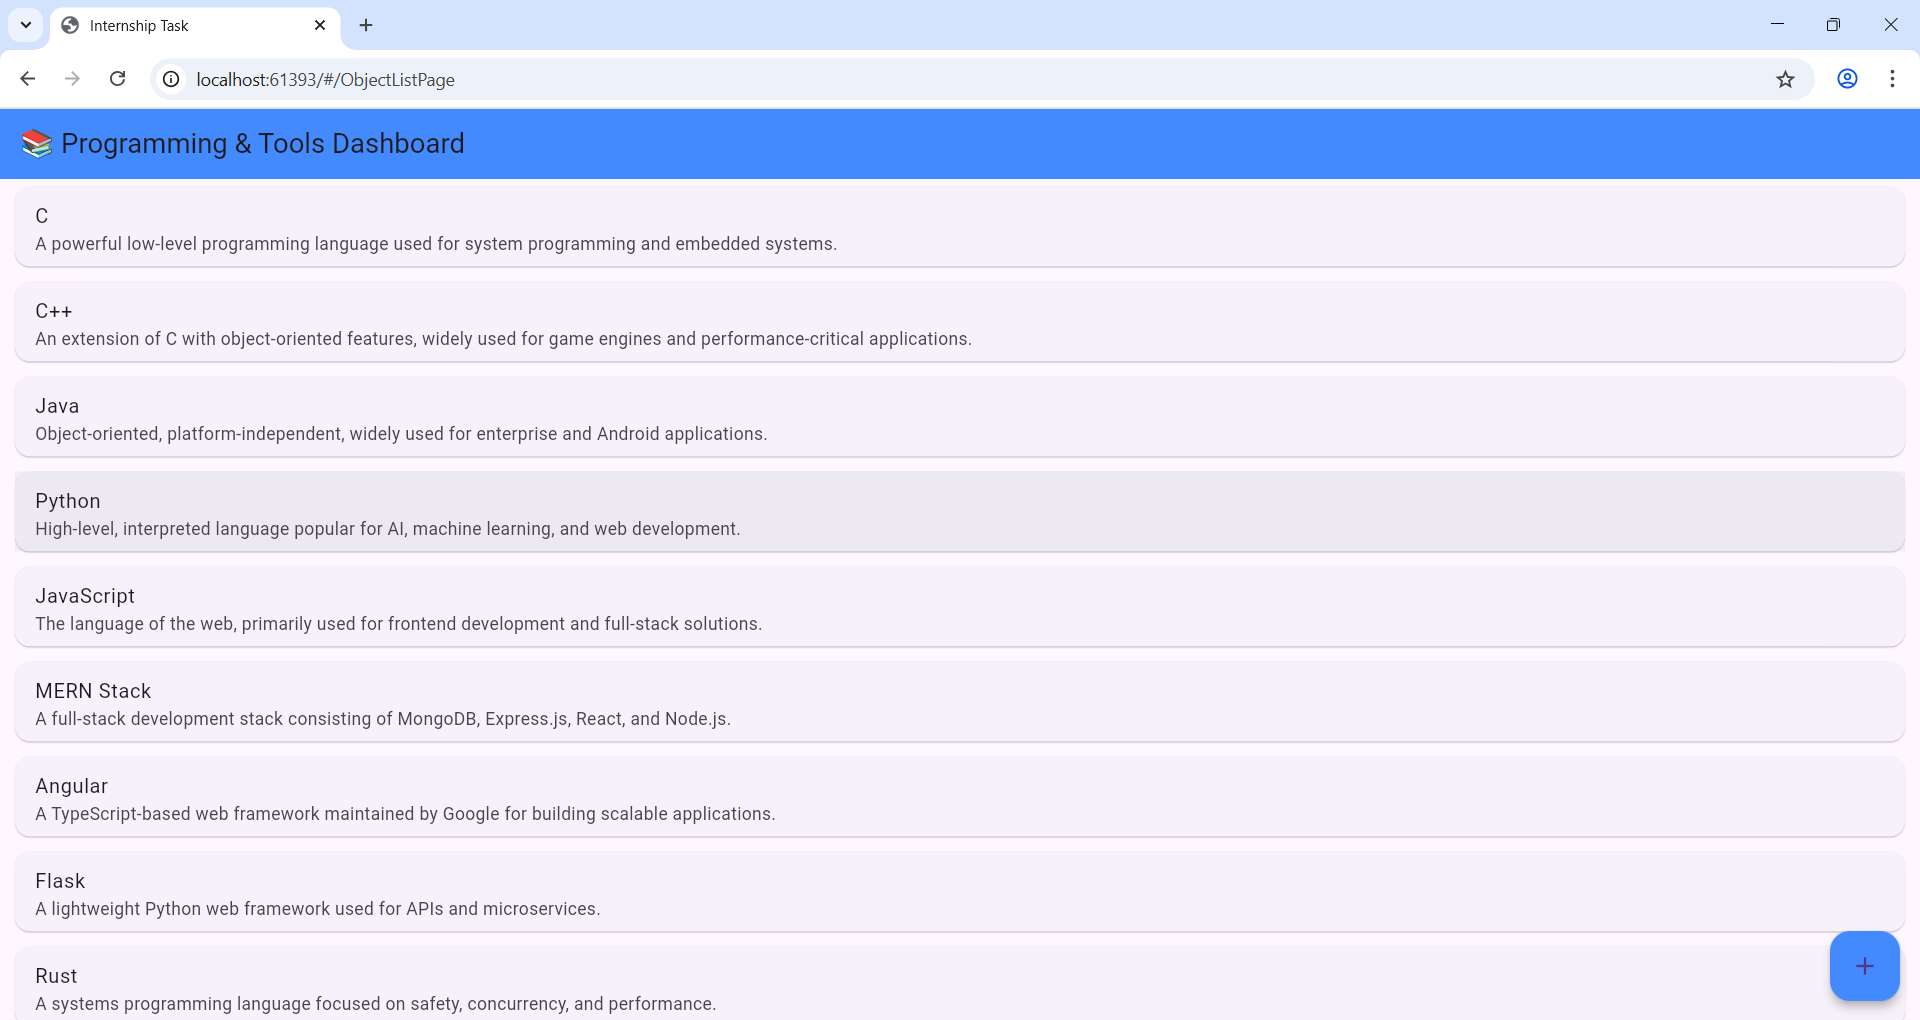 Internship Task
localhost:61393/#/ObjectListPage
📚 Programming & Tools Dashboard
C
A powerful low-level programming language used for system programming and embedded systems.
C++
An extension of C with object-oriented features, widely used for game engines and performance-critical applications.
Java
Object-oriented, platform-independent, widely used for enterprise and Android applications.
Python
High-level, interpreted language popular for AI, machine learning, and web development.
JavaScript
The language of the web, primarily used for frontend development and full-stack solutions.
MERN Stack
A full-stack development stack consisting of MongoDB, Express.js, React, and Node.js.
Angular
A TypeScript-based web framework maintained by Google for building scalable applications.
Flask
A lightweight Python web framework used for APIs and microservices.
Rust
A systems programming language focused on safety, concurrency, and performance.